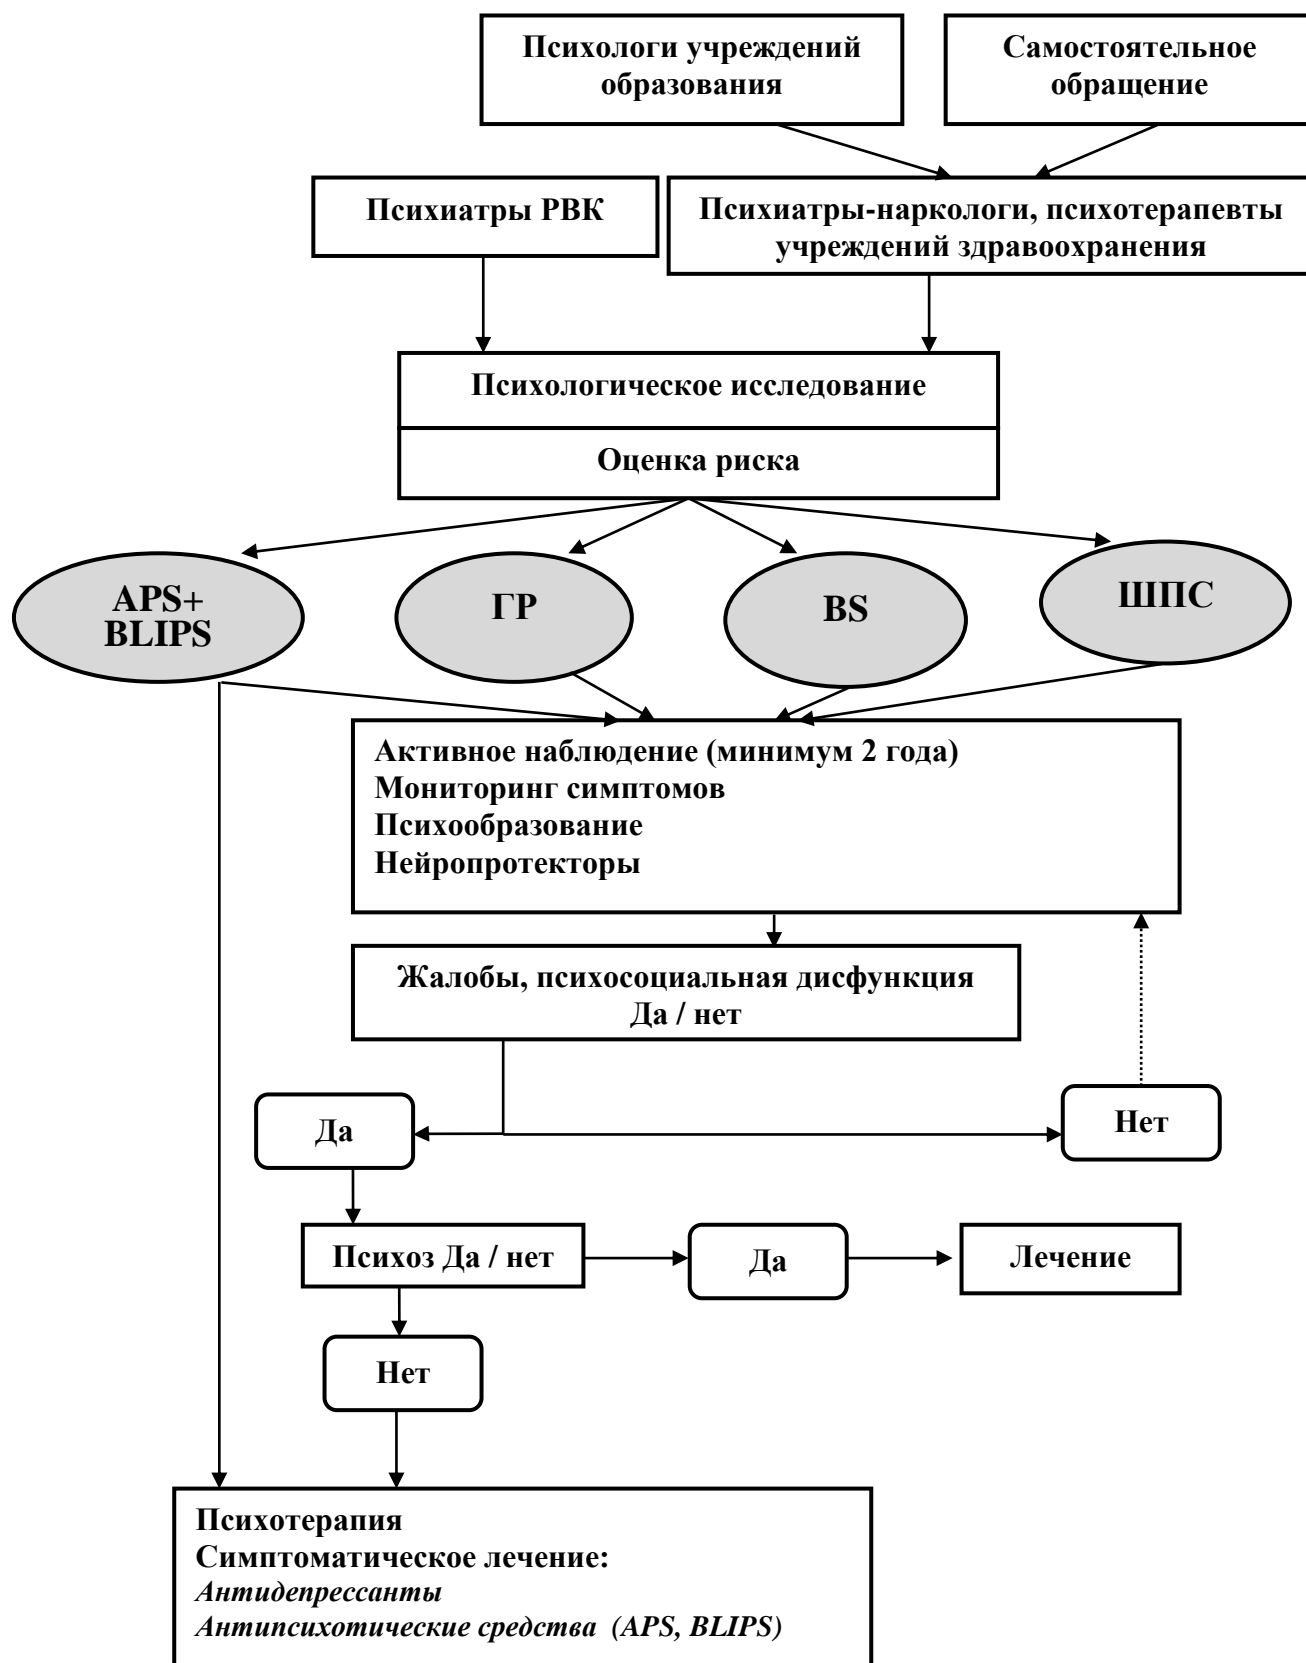 Психологи учреждений
образования
Самостоятельное
обращение
Психиатры РВК
Психиатры-наркологи, психотерапевты
учреждений здравоохранения
Психологическое исследование
Оценка риска
APS+
BLIPS
ГР
BS
ШПС
Активное наблюдение (минимум 2 года)
Мониторинг симптомов
Психообразование
Нейропротекторы
Жалобы, психосоциальная дисфункция
Да / нет
Да
Нет
Психоз Да / нет
Да
Лечение
Нет
Психотерапия
Симптоматическое лечение:
Антидепрессанты
Антипсихотические средства (APS, BLIPS)